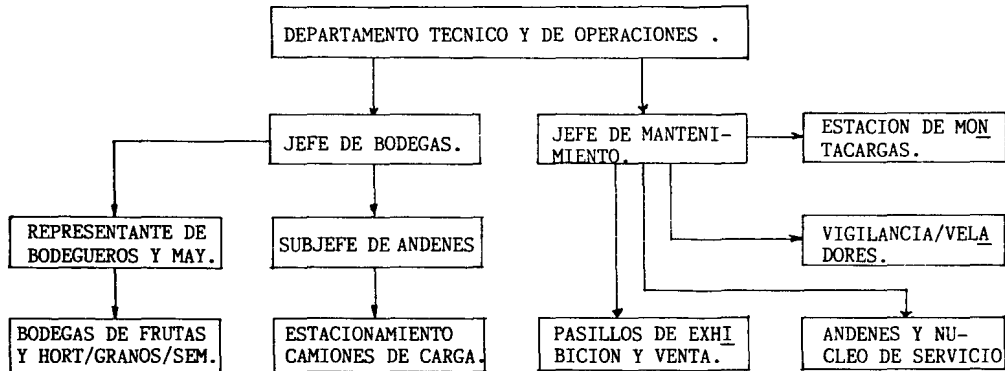 DEPARTAMENTO TECNICO Y DE OPERACIONES .
JEFE DE BODEGAS.
JEFE DE MANTENI-
MIENTO.
ESTACION DE MON
TACARGAS.
REPRESENTANTE DE
BODEGUEROS Y MAY.
SUBJEFE DE ANDENES
VIGILANCIA/VELA
DORES.
BODEGAS DE FRUTAS
Y HORT/GRANOS/SEM.
ESTACIONAMIENTO
CAMIONES DE CARGA.
PASILLOS DE EXHI
BICION Y VENTA.
ANDENES Y NU-
CLEO DE SERVICIO